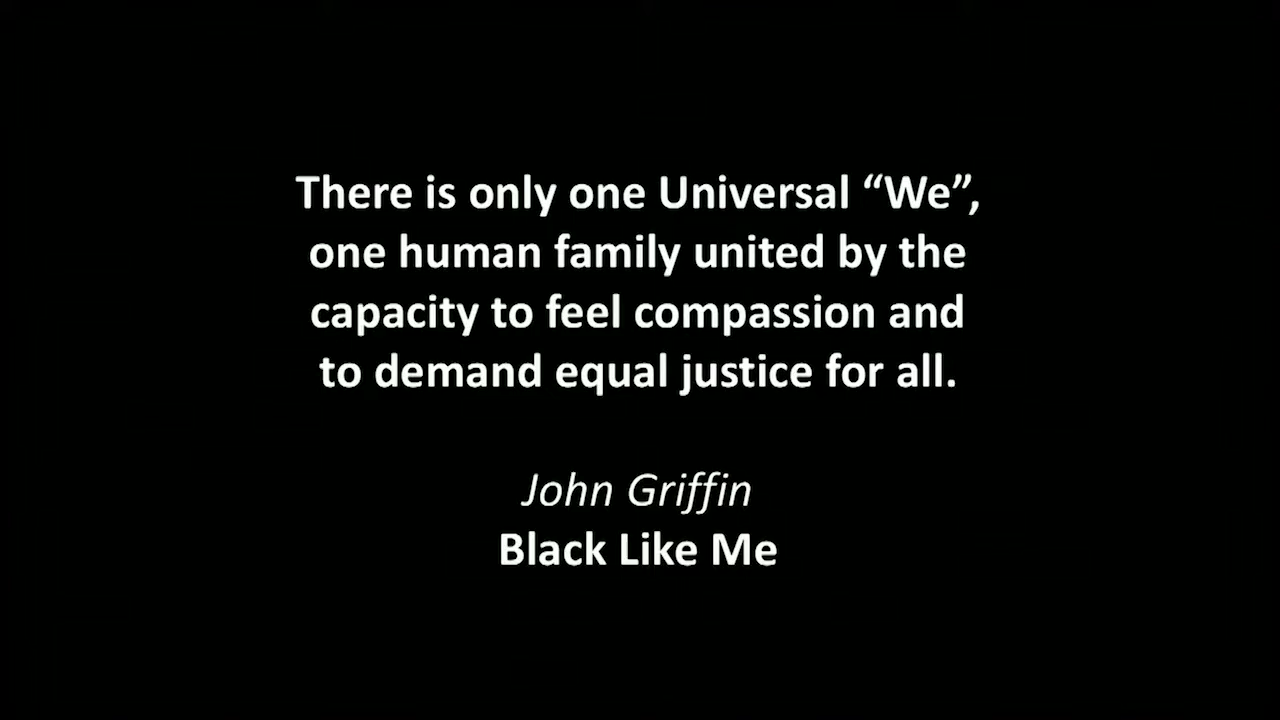 There is only one Universal “We”,
one human family united by the
capacity to feel compassion and
to demand equal justice for all.
John Griffin
Black Like Me